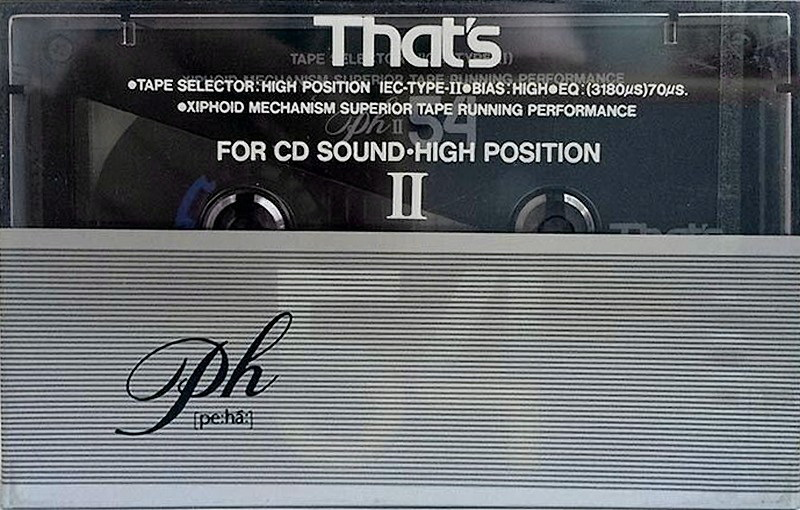 That's
•TAPE SELECTOR:HIGH POSITION IEC-TYPE-II•BIAS:HIGH•EQ:(3180µS)70µS.
•XIPHOID MECHANISM SUPERIOR TAPE RUNNING PERFORMANCE
Ph II 54
FOR CD SOUND•HIGH POSITION
II
That's
Ph
[pe:hā:]